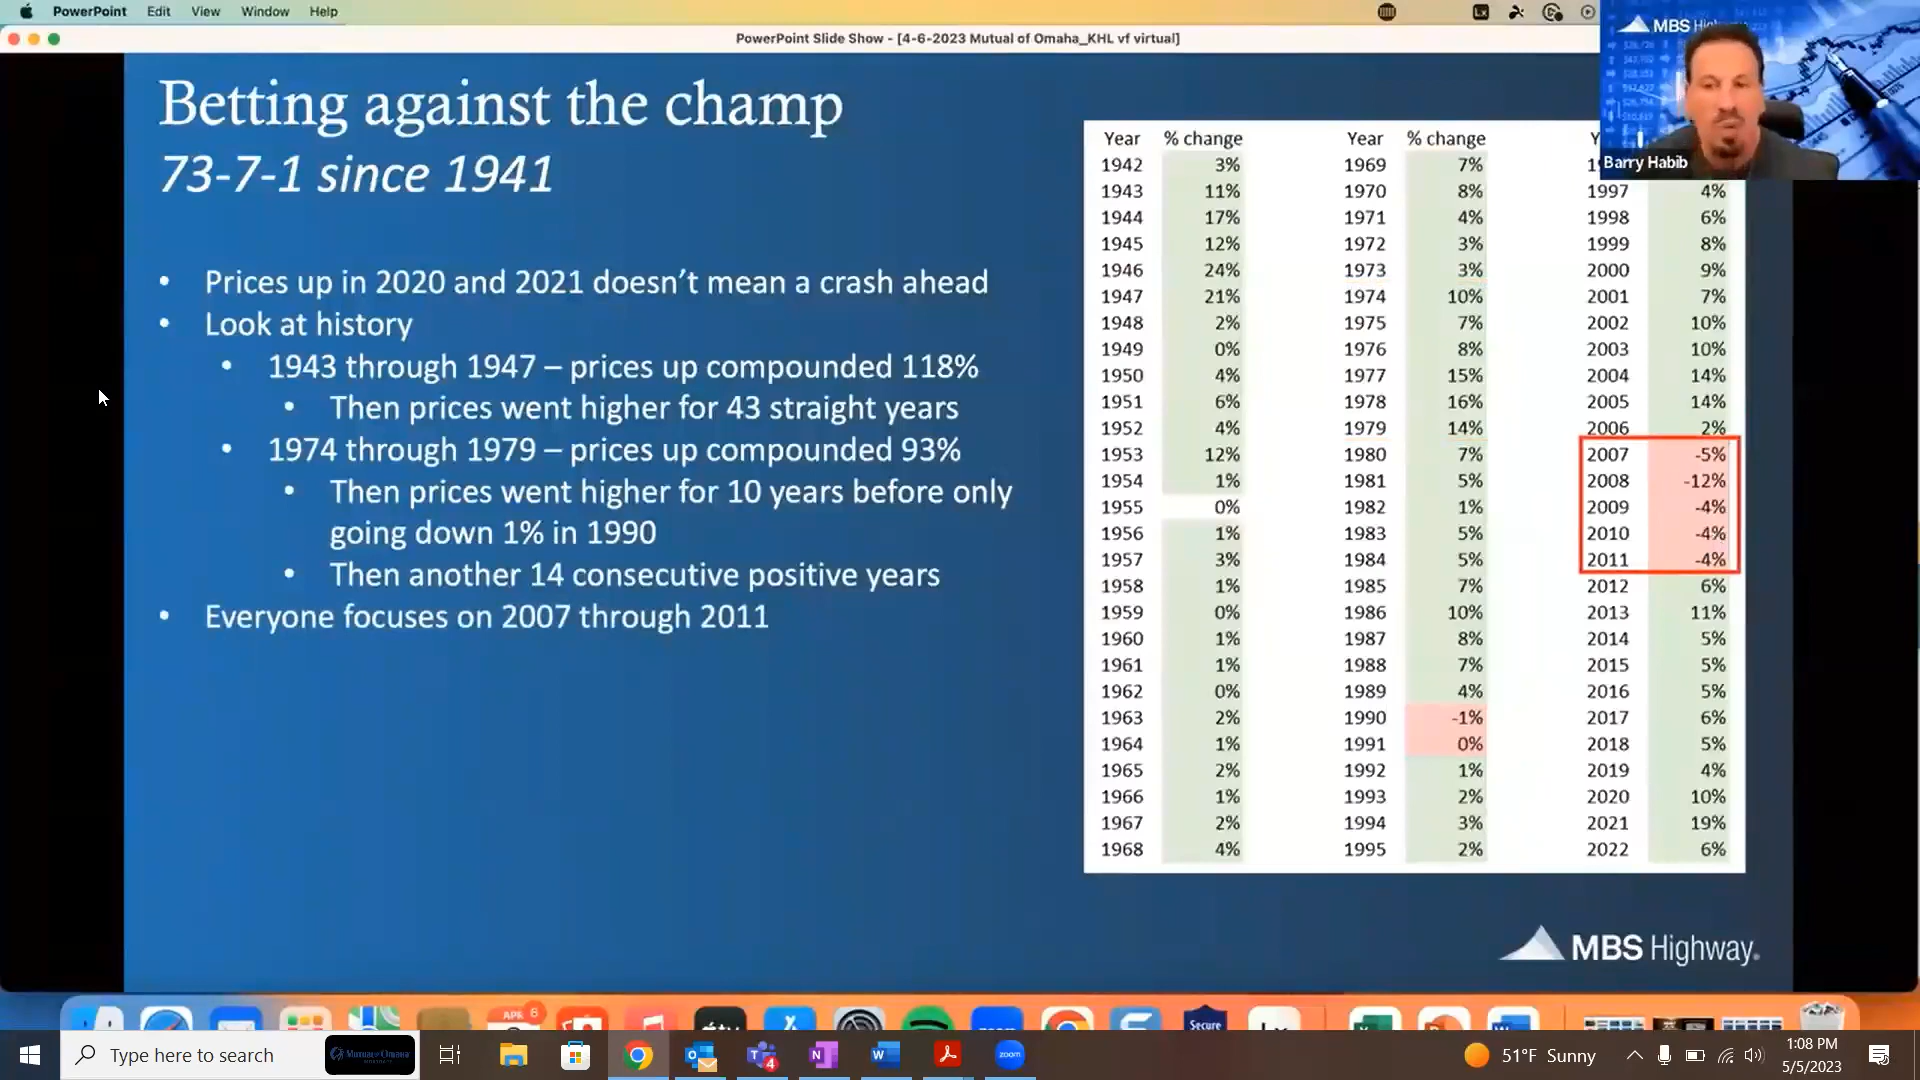 PowerPoint Edit View Window Help
PowerPoint Slide Show - [4-6-2023 Mutual of Omaha_KHL vf virtual]
MBS
Barry Habib
Betting against the champ
73-7-1 since 1941
• Prices up in 2020 and 2021 doesn’t mean a crash ahead
• Look at history
• 1943 through 1947 – prices up compounded 118%
• Then prices went higher for 43 straight years
• 1974 through 1979 – prices up compounded 93%
• Then prices went higher for 10 years before only
going down 1% in 1990
• Then another 14 consecutive positive years
• Everyone focuses on 2007 through 2011
Year % change Year % change
1942 3% 1969 7%
1943 11% 1970 8% 1997 4%
1944 17% 1971 4% 1998 6%
1945 12% 1972 3% 1999 8%
1946 24% 1973 3% 2000 9%
1947 21% 1974 10% 2001 7%
1948 2% 1975 7% 2002 10%
1949 0% 1976 8% 2003 10%
1950 4% 1977 15% 2004 14%
1951 6% 1978 16% 2005 14%
1952 4% 1979 14% 2006 2%
1953 12% 1980 7% 2007 -5%
1954 1% 1981 5% 2008 -12%
1955 0% 1982 1% 2009 -4%
1956 1% 1983 5% 2010 -4%
1957 3% 1984 5% 2011 -4%
1958 1% 1985 7% 2012 6%
1959 0% 1986 10% 2013 11%
1960 1% 1987 8% 2014 5%
1961 1% 1988 7% 2015 5%
1962 0% 1989 4% 2016 5%
1963 2% 1990 -1% 2017 6%
1964 1% 1991 0% 2018 5%
1965 2% 1992 1% 2019 4%
1966 1% 1993 2% 2020 10%
1967 2% 1994 3% 2021 19%
1968 4% 1995 2% 2022 6%
MBS Highway.
APR 6
Secure
zoom
Type here to search
Mutual of Omaha
51°F Sunny
1:08 PM
5/5/2023